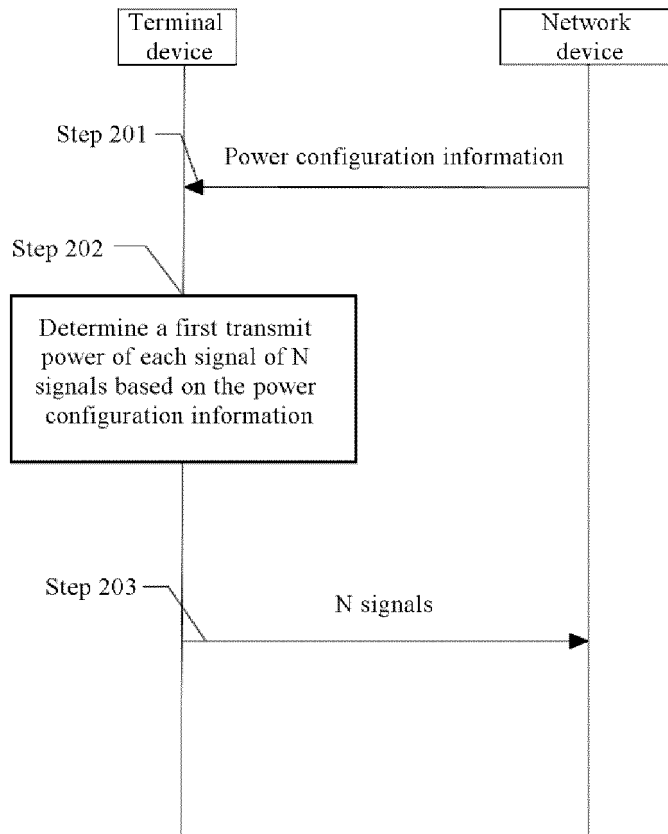 Terminal
device
Network
device
Step 201
Power configuration information
Step 202
Determine a first transmit
power of each signal of N
signals based on the power
configuration information
Step 203
N signals